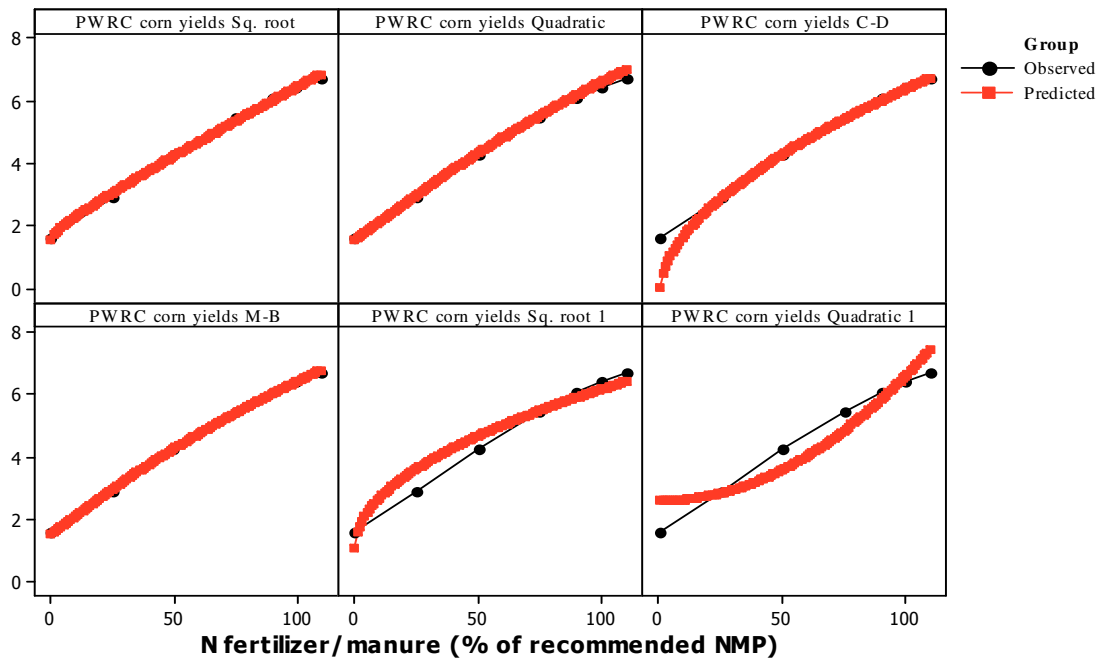 PWRC corn yields Sq. root
PWRC corn yields Quadratic
PWRC corn yields C-D
8
6
4
2
0
Group
Observed
Predicted
PWRC corn yields M-B
PWRC corn yields Sq. root 1
PWRC corn yields Quadratic 1
8
6
4
2
0
0 50 100 0 50 100 0 50 100
N fertilizer/manure (% of recommended NMP)